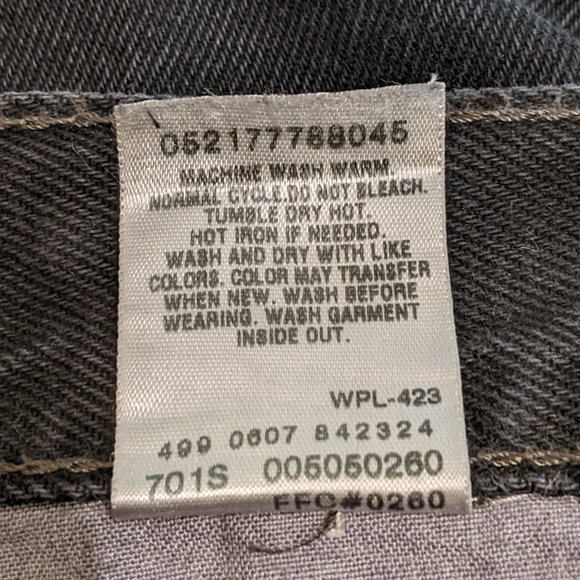 052177788045
MACHINE WASH WARM.
NORMAL CYCLE.DO NOT BLEACH.
TUMBLE DRY HOT.
HOT IRON IF NEEDED.
WASH AND DRY WITH LIKE
COLORS. COLOR MAY TRANSFER
WHEN NEW. WASH BEFORE
WEARING. WASH GARMENT
INSIDE OUT.
WPL-423
499 0607 842324
701S 005050260
FFC#0260